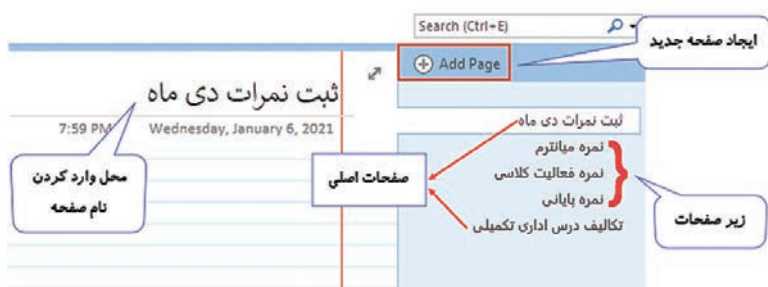 Search (Ctrl+E)
ایجاد صفحه جدید
Add Page
ثبت نمرات دی ماه
7:59 PM
Wednesday, January 6, 2021
ثبت نمرات دی ماه
نمره میانترم
نمره فعالیت کلاسی
نمره پایانی
تکالیف درس اداری تکمیلی
صفحات اصلی
محل وارد کردن
نام صفحه
زیر صفحات